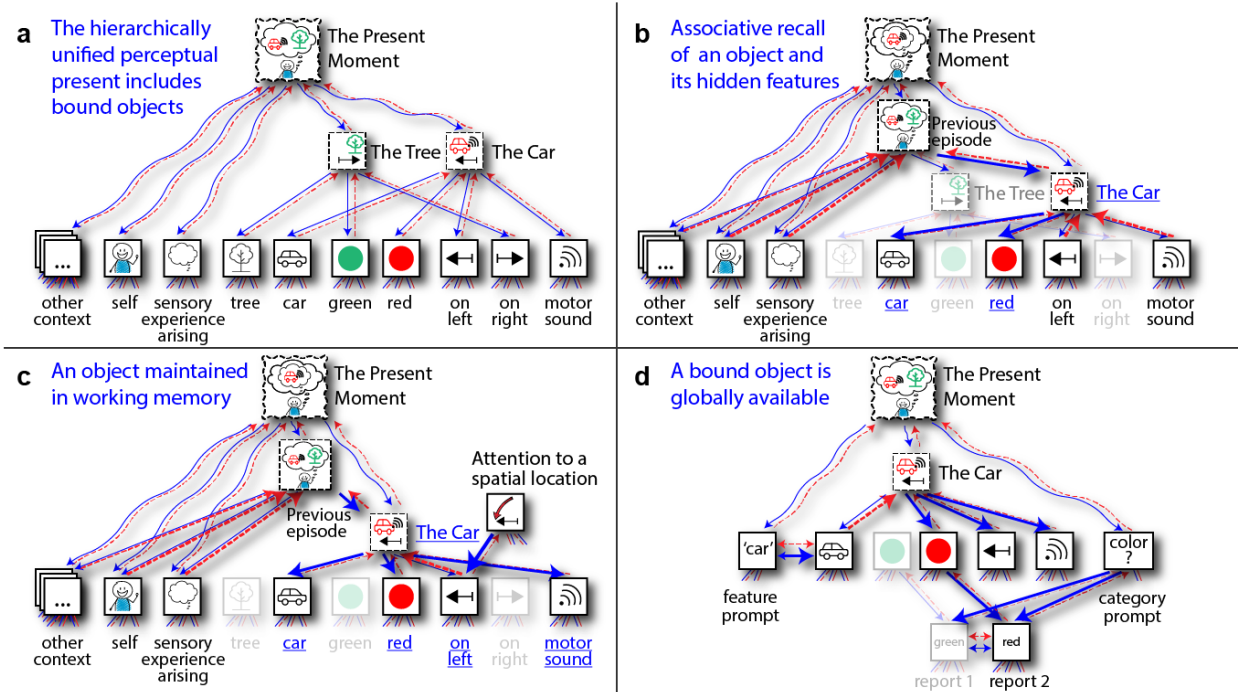 a
The hierarchically
unified perceptual
present includes
bound objects
The Present
Moment
The Tree
The Car
...
other
context
self
sensory
experience
arising
tree
car
green
red
on
left
on
right
motor
sound
b
Associative recall
of an object and
its hidden features
The Present
Moment
Previous
episode
The Tree
The Car
...
other
context
self
sensory
experience
arising
tree
car
green
red
on
left
on
right
motor
sound
c
An object maintained
in working memory
The Present
Moment
Attention to a
spatial location
Previous
episode
The Car
...
other
context
self
sensory
experience
arising
tree
car
green
red
on
left
on
right
motor
sound
d
A bound object is
globally available
The Present
Moment
The Car
'car'
color
?
feature
prompt
category
prompt
green
red
report 1
report 2